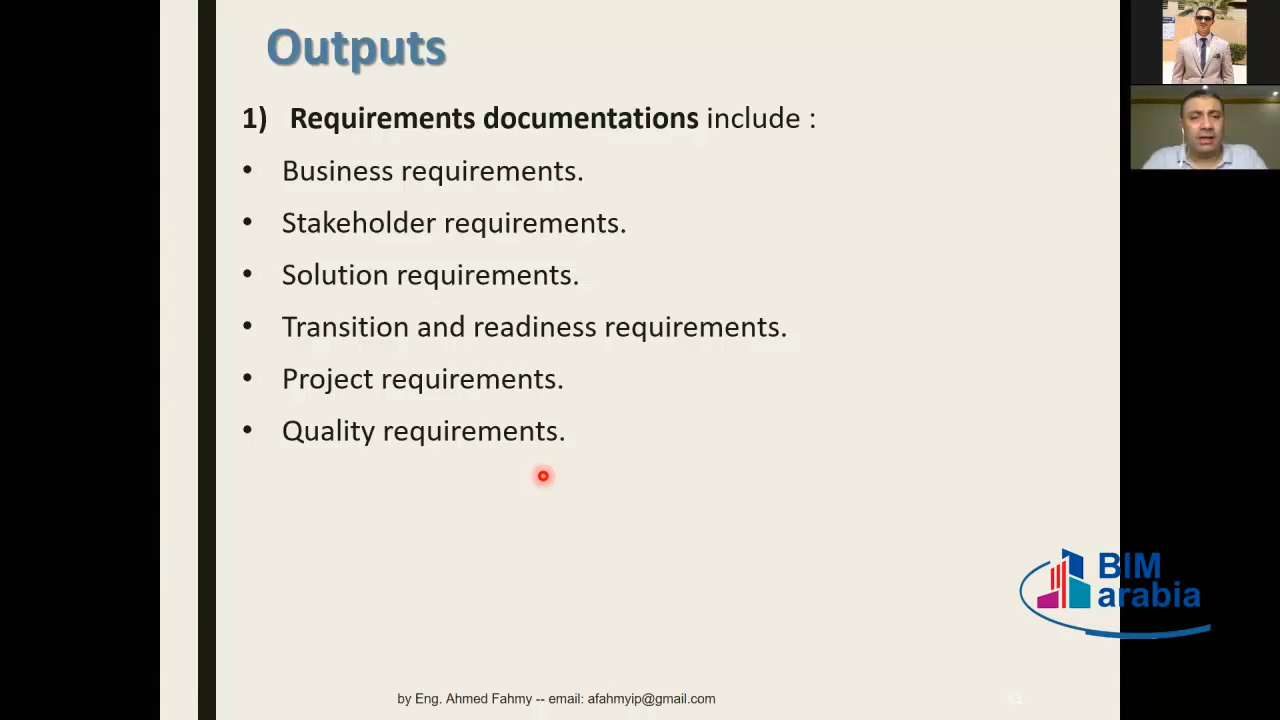 Outputs
1) Requirements documentations include :
• Business requirements.
• Stakeholder requirements.
• Solution requirements.
• Transition and readiness requirements.
• Project requirements.
• Quality requirements.
BIM
arabia
by Eng. Ahmed Fahmy -- email: afahmyip@gmail.com
13